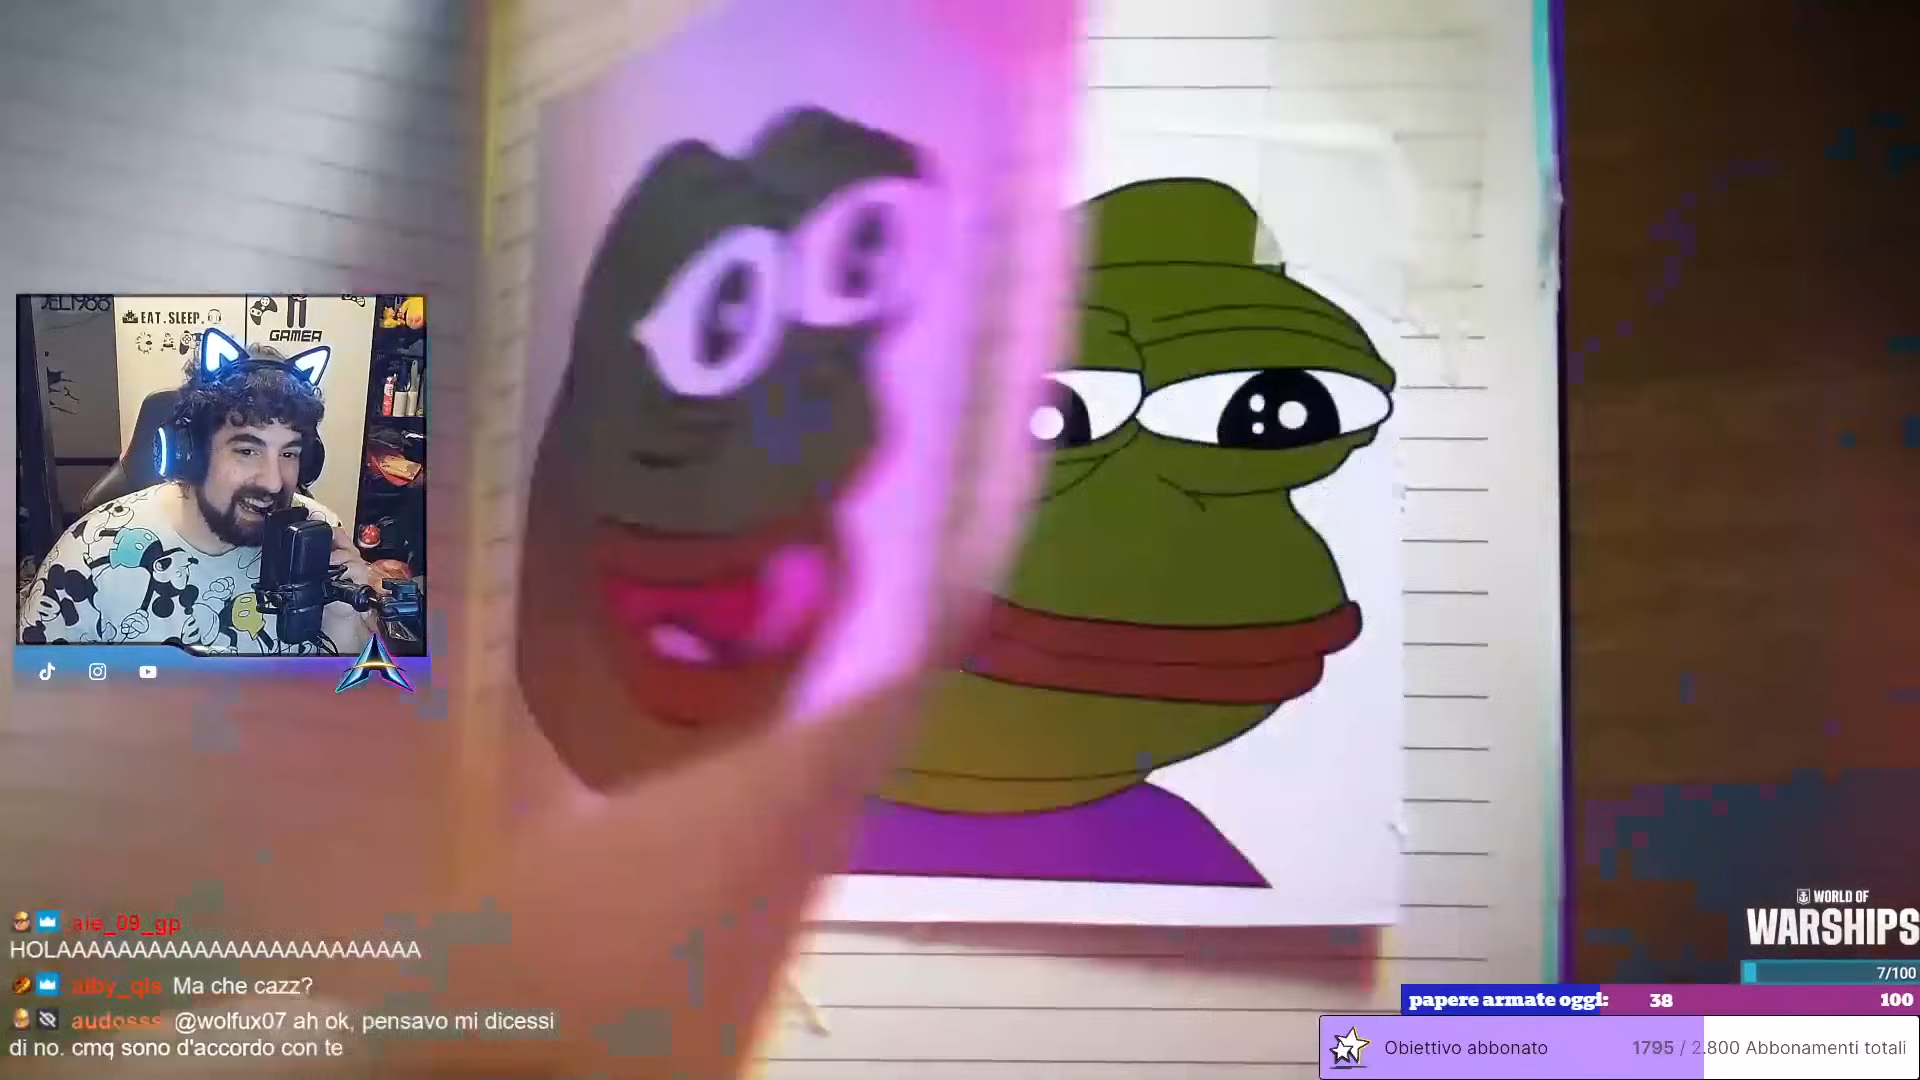 EAT.SLEEP.
GAMER
ale_09_gp
HOLAAAAAAAAAAAAAAAAAAAAAAAA
alby_qls Ma che cazz?
audosss @wolfux07 ah ok, pensavo mi dicessi
di no. cmq sono d'accordo con te
WORLD OF
WARSHIPS
7/100
papere armate oggi: 38 100
Obiettivo abbonato 1795 / 2.800 Abbonamenti totali